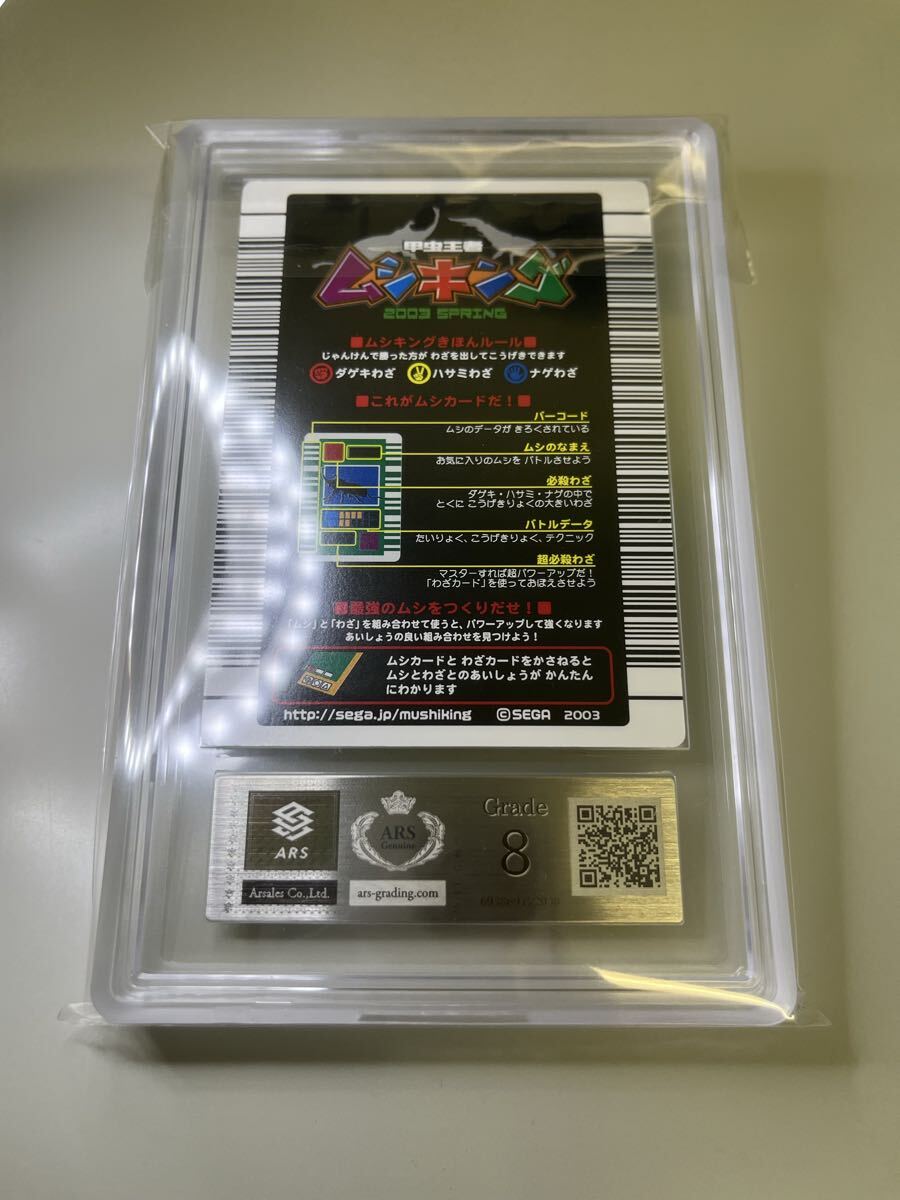 甲虫王者
ムシキング
2003 SPRING
ムシキングきほんルール
じゃんけんで勝った方が わざを出してこうげきできます
ダゲキわざ ハサミわざ ナゲわざ
これがムシカードだ！
バーコード
ムシのデータが きろくされている
ムシのなまえ
お気に入りのムシを バトルさせよう
必殺わざ
ダゲキ・ハサミ・ナゲの中で
とくに こうげきりょくの大きいわざ
バトルデータ
たいりょく、こうげきりょく、テクニック
超必殺わざ
マスターすれば超パワーアップだ！
「わざカード」を使っておぼえさせよう
最強のムシをつくりだせ！
「ムシ」と「わざ」を組み合わせて使うと、パワーアップして強くなります
あいしょうの良い組み合わせを見つけよう！
ムシカードと わざカードをかさねると
ムシとわざとのあいしょうが かんたん
にわかります
http://sega.jp/mushiking ©SEGA 2003
ARS
Arsales Co.,Ltd.
ARS
Genuine
ars-grading.com
Grade
8